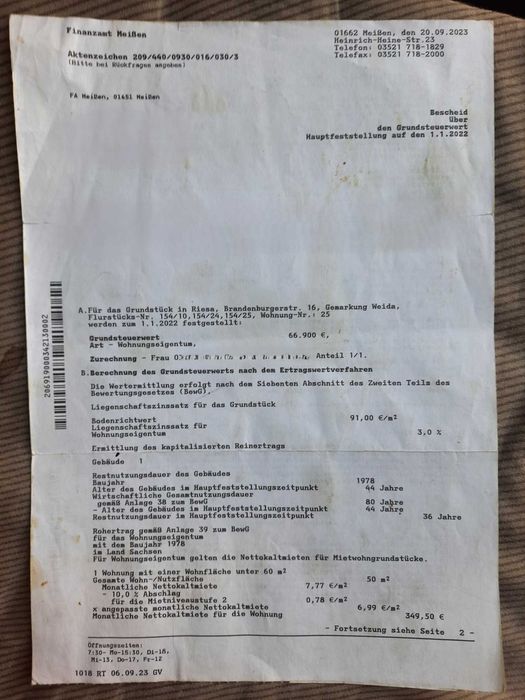 Finanzamt Meißen
01662 Meißen, den 20.09.2023
Heinrich-Heine-Str.23
Telefon: 03521 718-1829
Telefax: 03521 718-2000
Aktenzeichen 209/440/0930/016/030/3
(Bitte bei Rückfragen angeben)
FA Meißen, 01651 Meißen
Bescheid
über
den Grundsteuerwert
Hauptfeststellung auf den 1.1.2022
A.Für das Grundstück in Riesa, Brandenburgerstr. 16, Gemarkung Weida,
Flurstücks-Nr. 154/10,154/24,154/25, Wohnung-Nr.: 25
werden zum 1.1.2022 festgestellt:
Grundsteuerwert 66.900 €,
Art - Wohnungseigentum,
Zurechnung - Frau Anteil 1/1.
B.Berechnung des Grundsteuerwerts nach dem Ertragswertverfahren
Die Wertermittlung erfolgt nach dem Siebenten Abschnitt des Zweiten Teils des
Bewertungsgesetzes (BewG).
Liegenschaftszinssatz für das Grundstück
Bodenrichtwert 91,00 €/m²
Liegenschaftszinssatz für
Wohnungseigentum 3,0 %
Ermittlung des kapitalisierten Reinertrags
Gebäude 1
Restnutzungsdauer des Gebäudes
Baujahr 1978
Alter des Gebäudes im Hauptfeststellungszeitpunkt 44 Jahre
Wirtschaftliche Gesamtnutzungsdauer
gemäß Anlage 38 zum BewG 80 Jahre
- Alter des Gebäudes im Hauptfeststellungszeitpunkt 44 Jahre
Restnutzungsdauer im Hauptfeststellungszeitpunkt 36 Jahre
Rohertrag gemäß Anlage 39 zum BewG
für das Wohnungseigentum
mit dem Baujahr 1978
im Land Sachsen
Für Wohnungseigentum gelten die Nettokaltmieten für Mietwohngrundstücke.
1 Wohnung mit einer Wohnfläche unter 60 m²
Gesamte Wohn-/Nutzfläche 50 m²
Monatliche Nettokaltmiete 7,77 €/m²
- 10,0 % Abschlag
für die Mietniveaustufe 2 0,78 €/m²
x angepasste monatliche Nettokaltmiete 6,99 €/m²
Monatliche Nettokaltmiete für die Wohnung 349,50 €
- Fortsetzung siehe Seite 2 -
Öffnungszeiten:
7:30- Mo-15:30, Di-18,
Mi-13, Do-17, Fr-12
1018 RT 06.09.23 GV